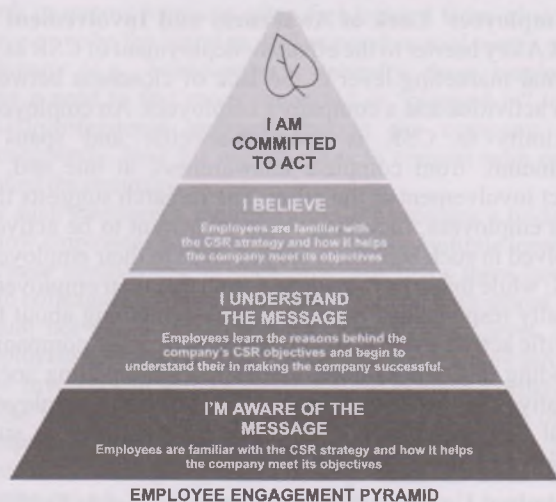 I AM
COMMITTED
TO ACT
I BELIEVE
Employees are familiar with
the CSR strategy and how it helps
the company meet its objectives
I UNDERSTAND
THE MESSAGE
Employees learn the reasons behind the
company's CSR objectives and begin to
understand their in making the company successful.
I'M AWARE OF THE
MESSAGE
Employees are familiar with the CSR strategy and how it helps
the company meet its objectives
EMPLOYEE ENGAGEMENT PYRAMID